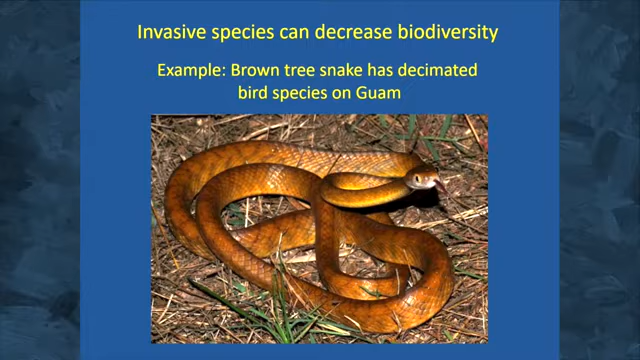 Invasive species can decrease biodiversity
Example: Brown tree snake has decimated
bird species on Guam